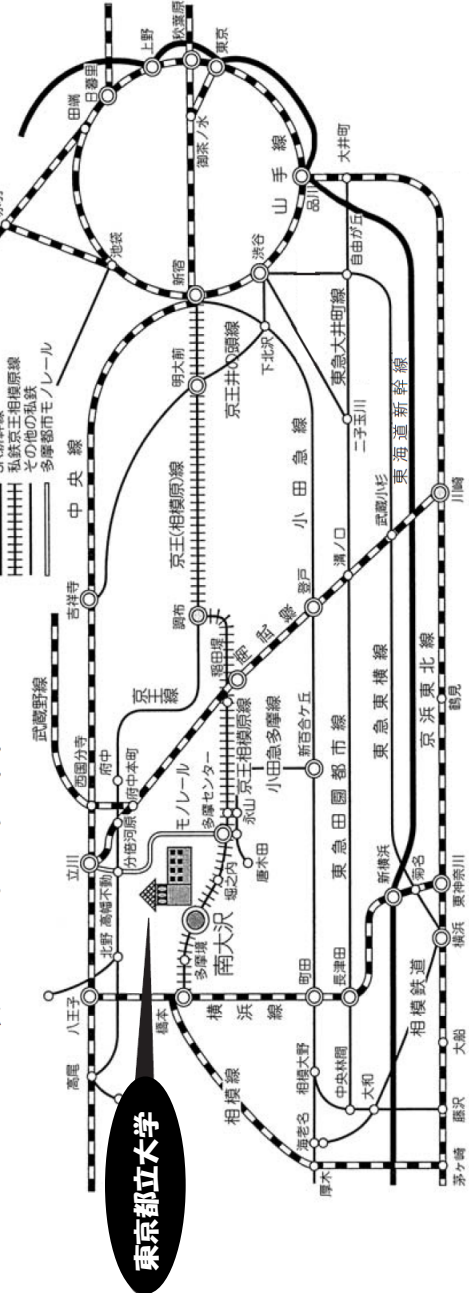 私鉄京王相模原線
その他の私鉄
多摩都市モノレール
東京都立大学
高尾
八王子
北野
高幡不動
立川
分倍河原
西国分寺
府中
府中本町
武蔵野線
吉祥寺
中央線
池袋
田端
日暮里
上野
秋葉原
東京
御茶ノ水
新宿
山手線
渋谷
品川
大井町
自由が丘
明大前
京王井の頭線
下北沢
京王(相模原)線
調布
京王線
稲田堤
南武線
登戸
小田急線
東急大井町線
二子玉川
溝ノ口
武蔵小杉
東海道新幹線
川崎
モノレール
多摩センター
永山
京王相模原線
小田急多摩線
新百合ケ丘
唐木田
堀之内
南大沢
多摩境
橋本
横浜線
町田
長津田
東急田園都市線
東急東横線
京浜東北線
鶴見
新横浜
菊名
東神奈川
横浜
相模鉄道
大船
藤沢
茅ヶ崎
相模線
相模大野
海老名
厚木
中央林間
大和